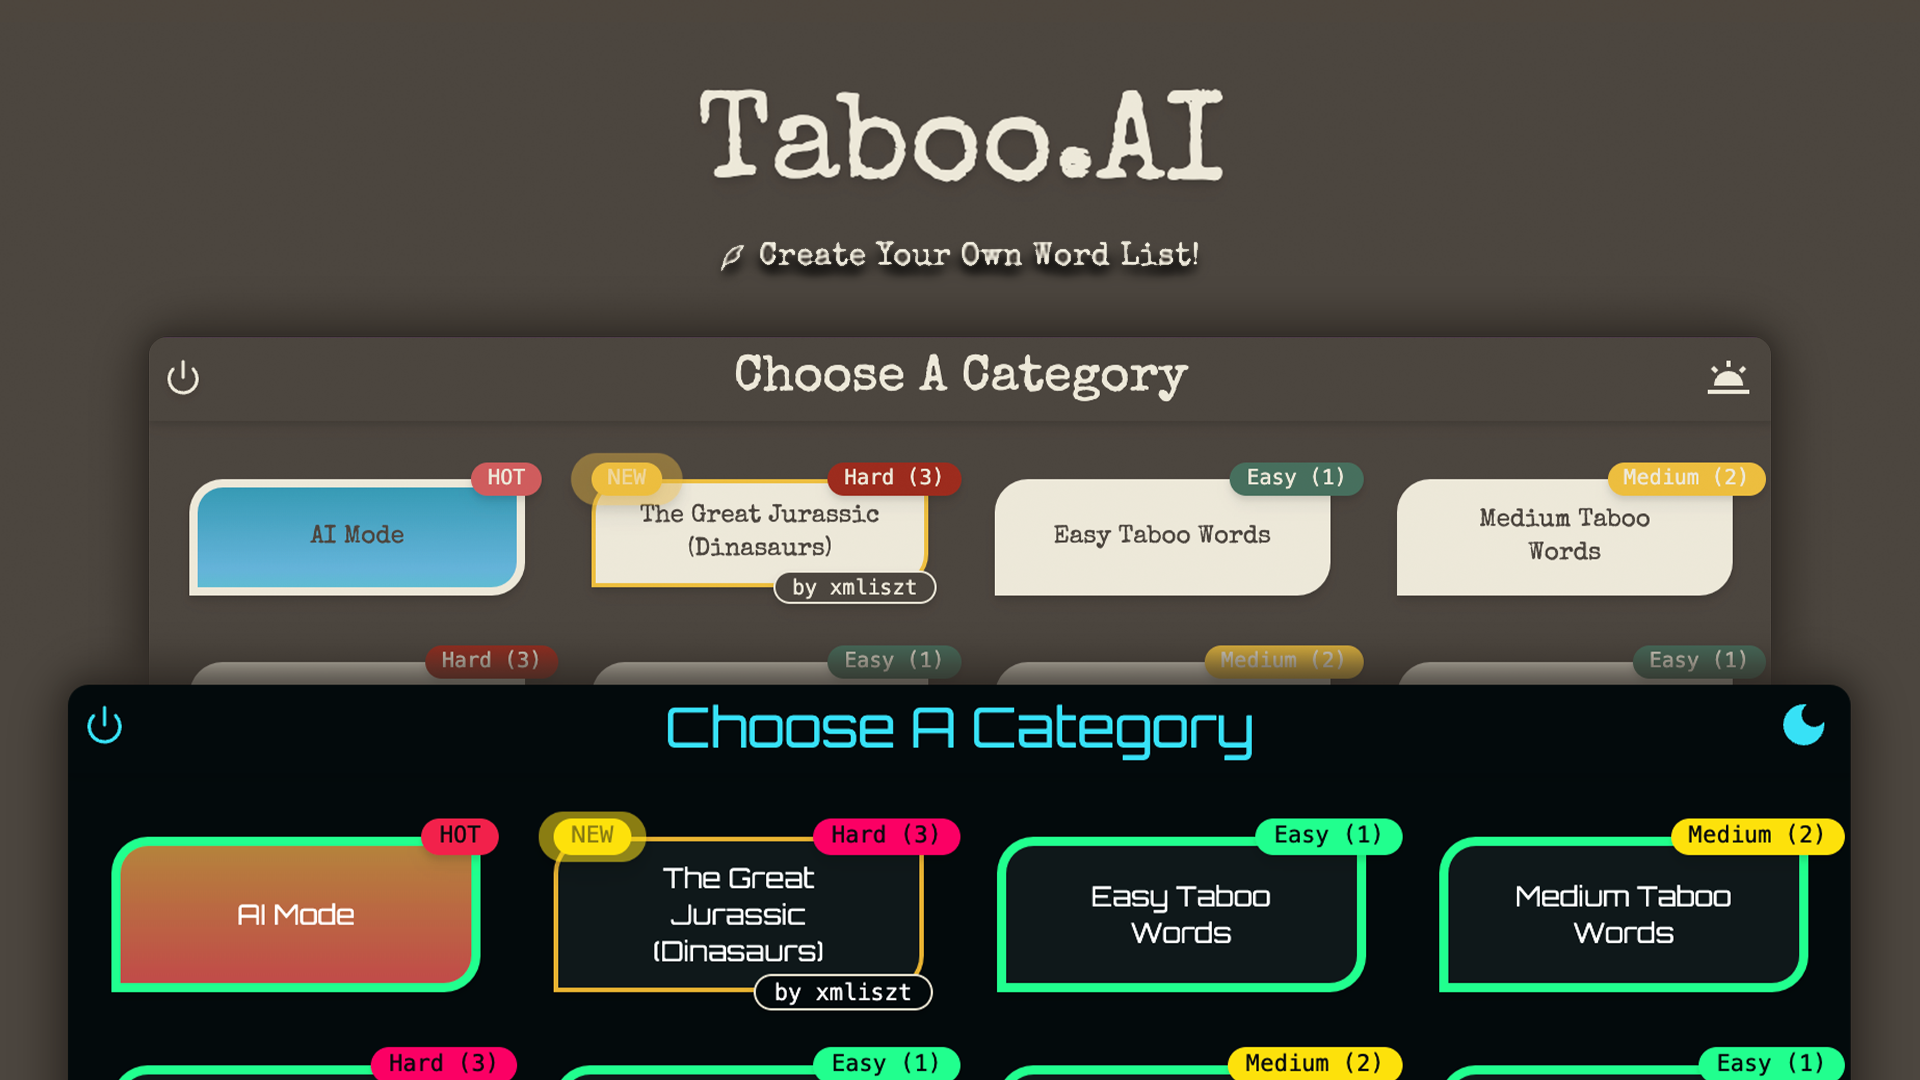 Taboo.AI
Create Your Own Word List!
Choose A Category
HOT
AI Mode
NEW
Hard (3)
The Great Jurassic
(Dinasaurs)
by xmliszt
Easy (1)
Easy Taboo Words
Medium (2)
Medium Taboo
Words
Hard (3)
Easy (1)
Medium (2)
Easy (1)
Choose A Category
HOT
AI Mode
NEW
Hard (3)
The Great
Jurassic
(Dinasaurs)
by xmliszt
Easy (1)
Easy Taboo
Words
Medium (2)
Medium Taboo
Words
Hard (3)
Easy (1)
Medium (2)
Easy (1)